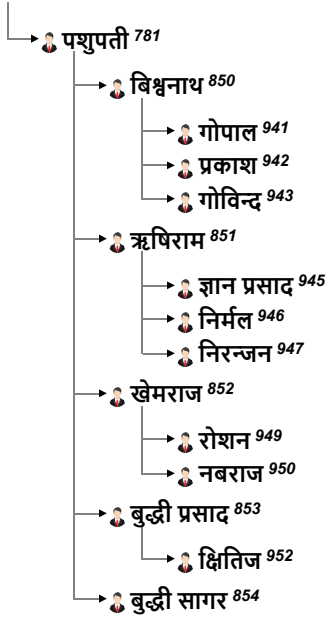 पशुपती 781
बिश्वनाथ 850
गोपाल 941
प्रकाश 942
गोविन्द 943
ऋषिराम 851
ज्ञान प्रसाद 945
निर्मल 946
निरन्जन 947
खेमराज 852
रोशन 949
नबराज 950
बुद्धी प्रसाद 853
क्षितिज 952
बुद्धी सागर 854